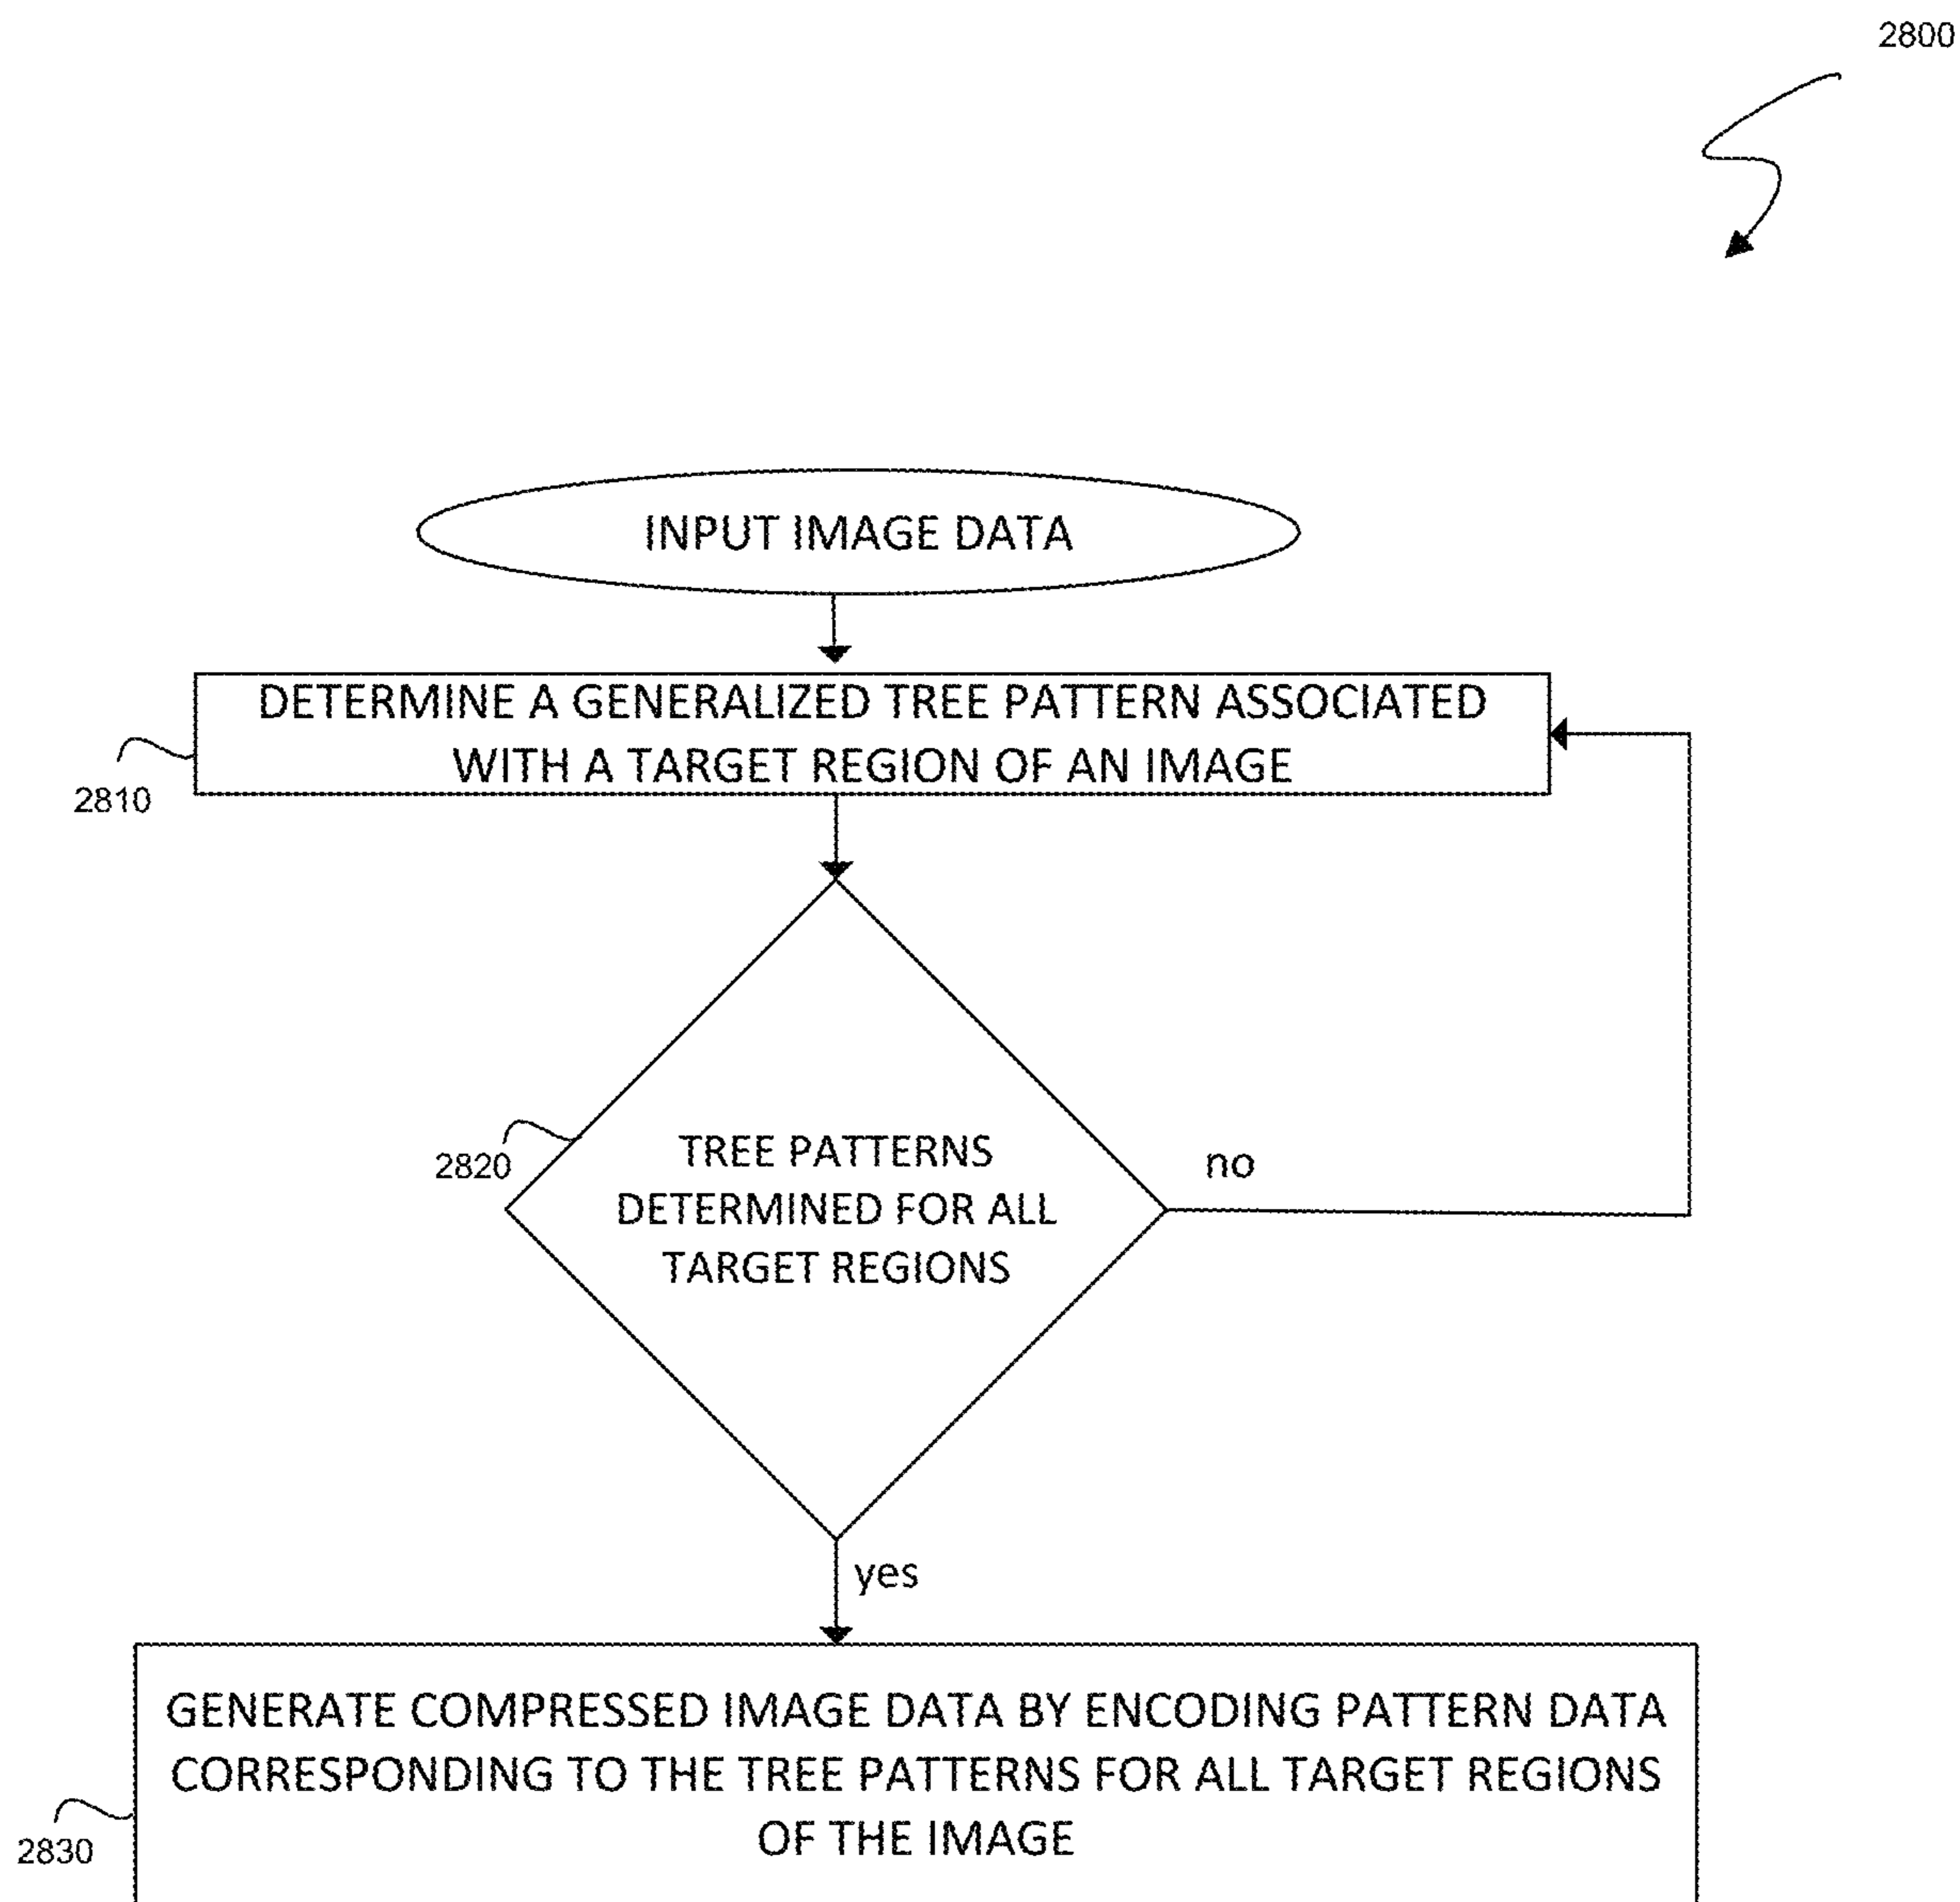 2800
INPUT IMAGE DATA
DETERMINE A GENERALIZED TREE PATTERN ASSOCIATED
WITH A TARGET REGION OF AN IMAGE
2810
TREE PATTERNS
DETERMINED FOR ALL
TARGET REGIONS
2820
no
yes
GENERATE COMPRESSED IMAGE DATA BY ENCODING PATTERN DATA
CORRESPONDING TO THE TREE PATTERNS FOR ALL TARGET REGIONS
OF THE IMAGE
2830